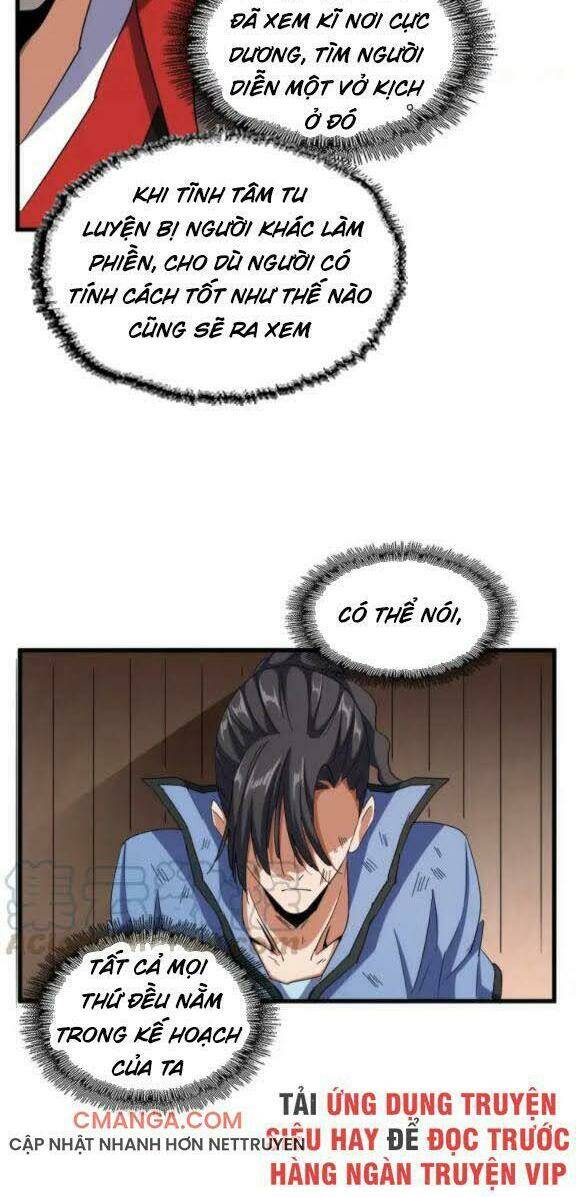 ĐÃ XEM KĨ NƠI CỰC
DƯƠNG, TÌM NGƯỜI
DIỄN MỘT VỞ KỊCH
Ở ĐÓ
KHI TĨNH TÂM TU
LUYỆN BỊ NGƯỜI KHÁC LÀM
PHIỀN, CHO DÙ NGƯỜI CÓ
TÍNH CÁCH TỐT NHƯ THẾ NÀO
CŨNG SẼ RA XEM
CÓ THỂ NÓI,
TẤT CẢ MỌI
THỨ ĐỀU NẰM
TRONG KẾ HOẠCH
CỦA TA
CMANGA.COM
CẬP NHẬT NHANH HƠN NETTRUYEN
TẢI ỨNG DỤNG TRUYỆN
SIÊU HAY ĐỂ ĐỌC TRƯỚC
HÀNG NGÀN TRUYỆN VIP